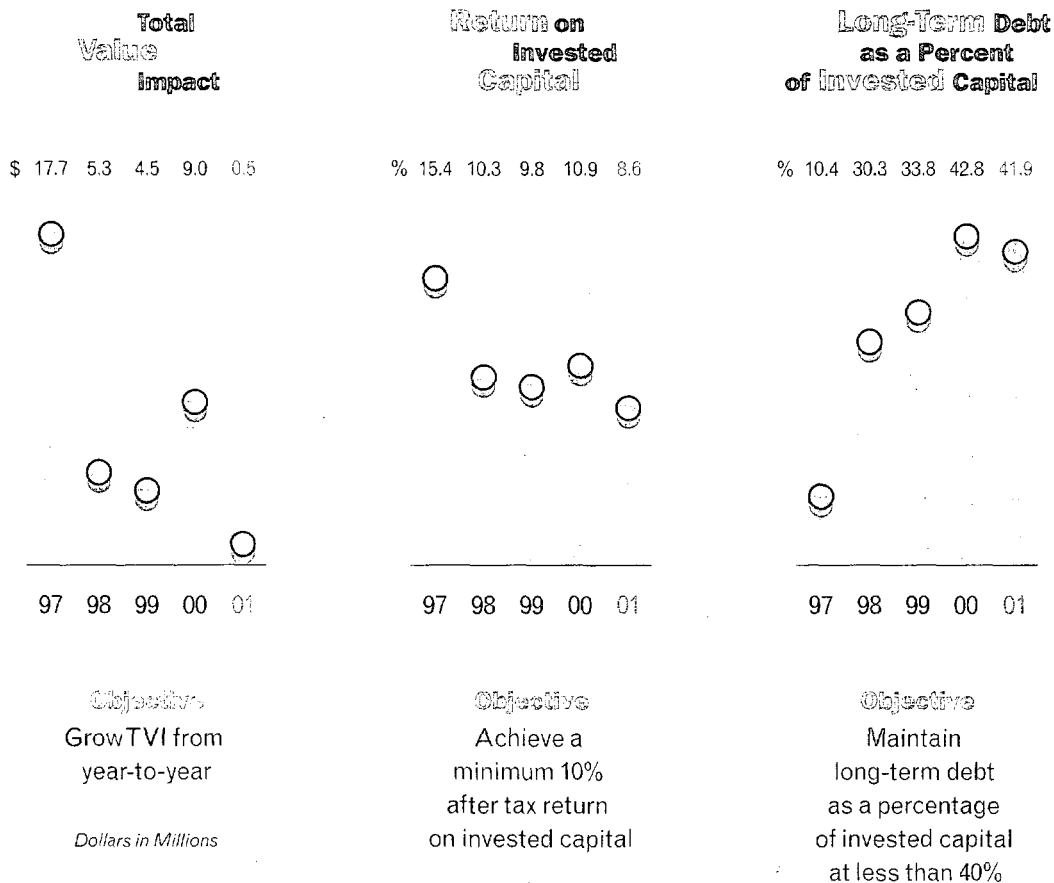 Total
Value
Impact
$ 17.7 5.3 4.5 9.0 0.5
97 98 99 00 01
Objective
Grow TVI from
year-to-year
Dollars in Millions
Return on
Invested
Capital
% 15.4 10.3 9.8 10.9 8.6
97 98 99 00 01
Objective
Achieve a
minimum 10%
after tax return
on invested capital
Long-Term Debt
as a Percent
of Invested Capital
% 10.4 30.3 33.8 42.8 41.9
97 98 99 00 01
Objective
Maintain
long-term debt
as a percentage
of invested capital
at less than 40%